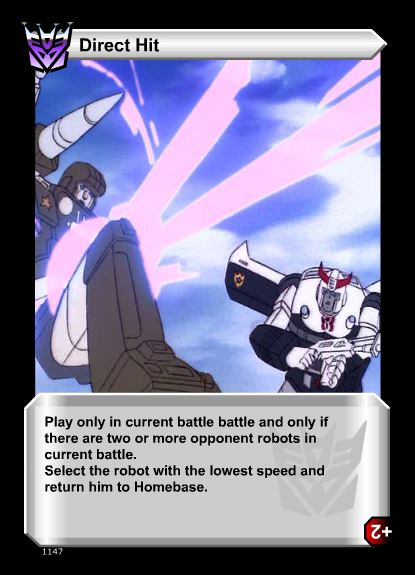 Direct Hit
Play only in current battle battle and only if
there are two or more opponent robots in
current battle.
Select the robot with the lowest speed and
return him to Homebase.
+2
1147